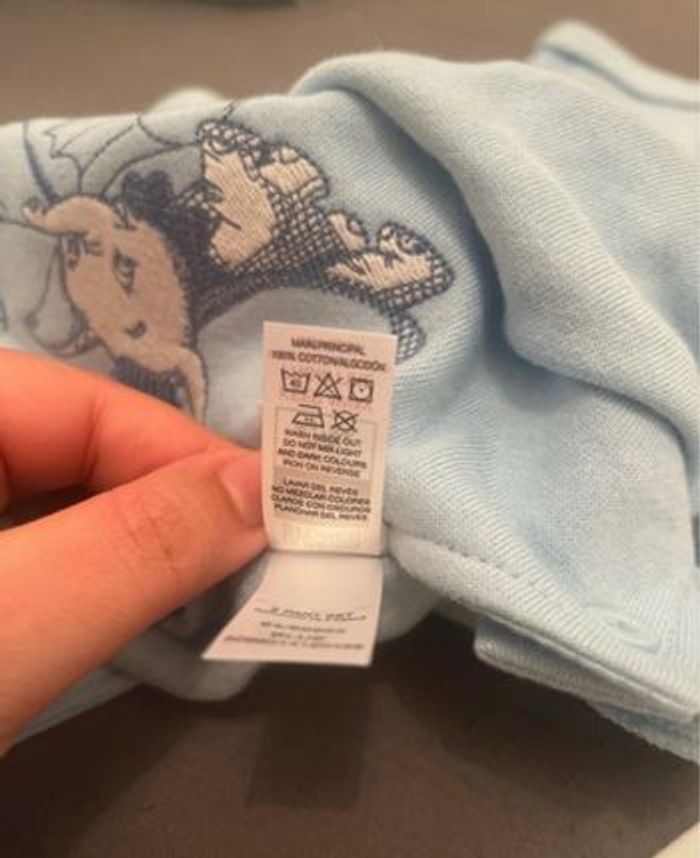 MAIN/PRINCIPAL
100% COTTON/ALGODÓN
40
WASH INSIDE OUT
DO NOT MIX LIGHT
AND DARK COLOURS
IRON ON REVERSE
LAVAR DEL REVÉS
NO MEZCLAR COLORES
CLAROS CON OSCUROS
PLANCHAR DEL REVÉS